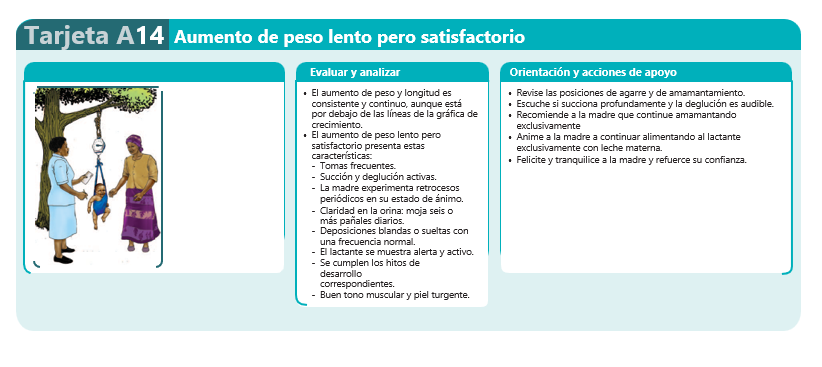 Tarjeta A14 Aumento de peso lento pero satisfactorio
Evaluar y analizar
• El aumento de peso y longitud es
consistente y continuo, aunque está
por debajo de las líneas de la gráfica de
crecimiento.
• El aumento de peso lento pero
satisfactorio presenta estas
características:
- Tomas frecuentes.
- Succión y deglución activas.
- La madre experimenta retrocesos
periódicos en su estado de ánimo.
- Claridad en la orina: moja seis o
más pañales diarios.
- Deposiciones blandas o sueltas con
una frecuencia normal.
- El lactante se muestra alerta y activo.
- Se cumplen los hitos de
desarrollo
correspondientes.
- Buen tono muscular y piel turgente.
Orientación y acciones de apoyo
• Revise las posiciones de agarre y de amamantamiento.
• Escuche si succiona profundamente y la deglución es audible.
• Recomiende a la madre que continue amamantando
exclusivamente
• Anime a la madre a continuar alimentando al lactante
exclusivamente con leche materna.
• Felicite y tranquilice a la madre y refuerce su confianza.